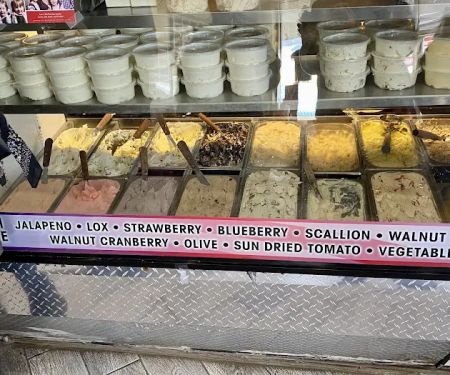 JALAPENO • LOX • STRAWBERRY • BLUEBERRY • SCALLION • WALNUT
E WALNUT CRANBERRY • OLIVE • SUN DRIED TOMATO • VEGETABLE